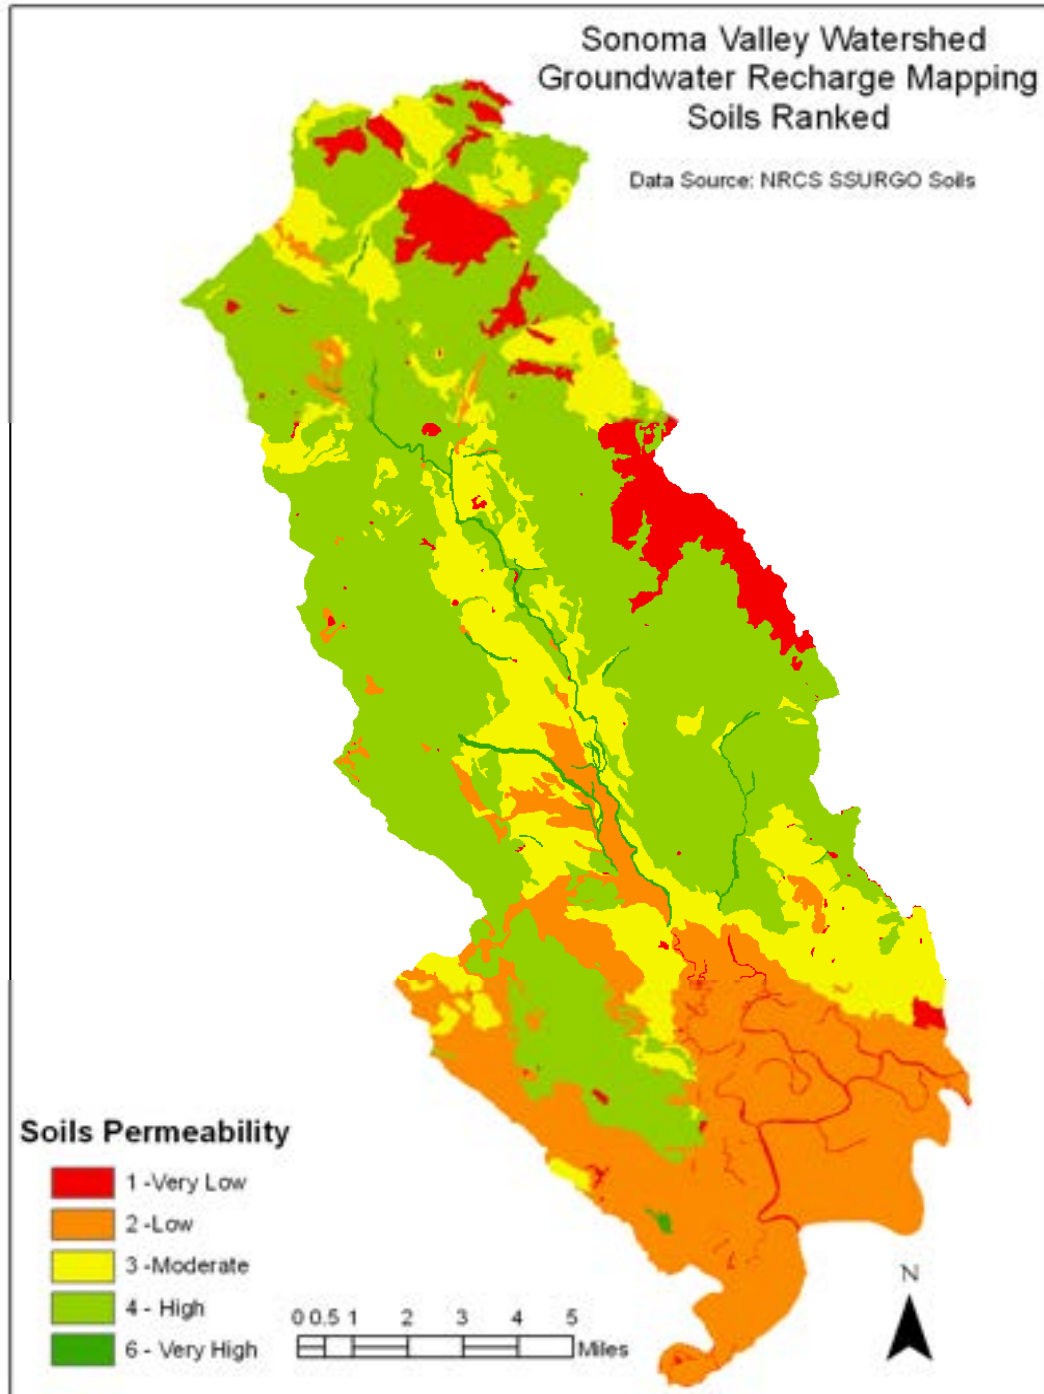 Sonoma Valley Watershed
Groundwater Recharge Mapping
Soils Ranked
Data Source: NRCS SSURGO Soils
Soils Permeability
1 -Very Low
2 -Low
3 -Moderate
4 - High
6 - Very High
0 0.5 1 2 3 4 5
Miles
N